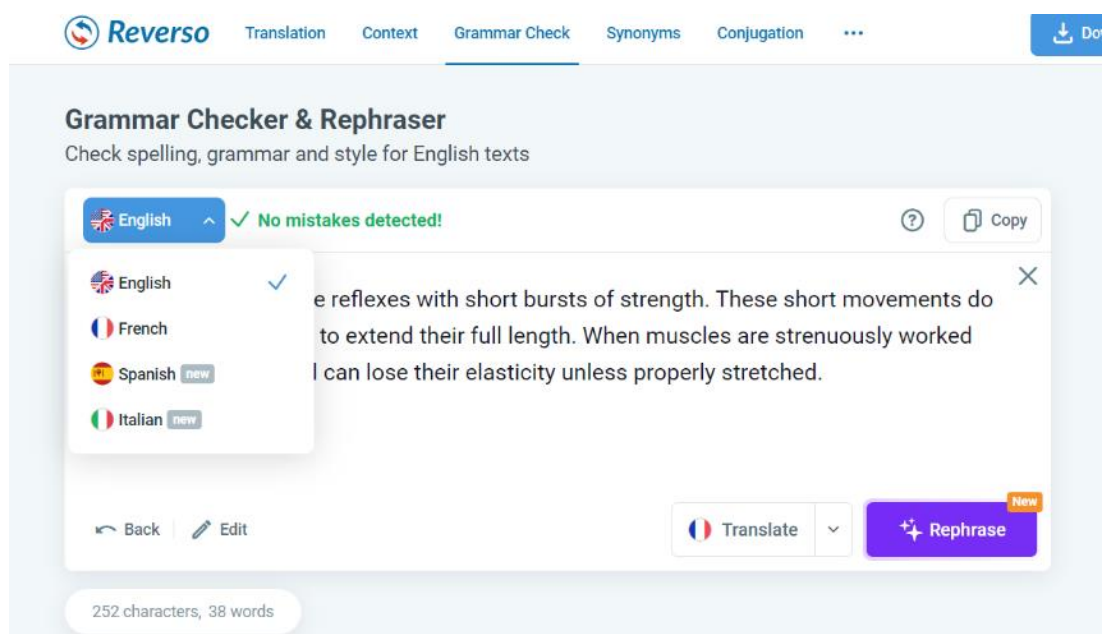 Reverso Translation Context Grammar Check Synonyms Conjugation ...
Grammar Checker & Rephraser
Check spelling, grammar and style for English texts
English No mistakes detected! Copy
English
French
Spanish new
Italian new
reflexes with short bursts of strength. These short movements do
to extend their full length. When muscles are strenuously worked
can lose their elasticity unless properly stretched.
Back Edit Translate Rephrase New
252 characters, 38 words